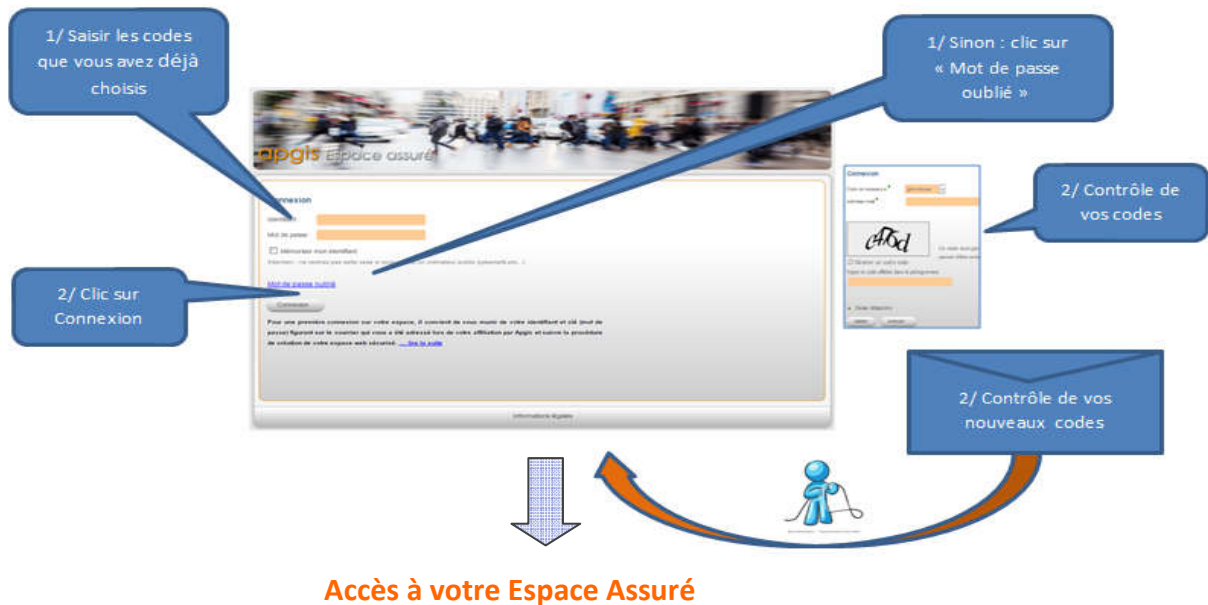 1/ Saisir les codes
que vous avez déjà
choisis
1/ Sinon : clic sur
« Mot de passe
oublié »
apgis Espace assuré
Connexion
Identifiant :
Mot de passe :
Mémoriser mon identifiant
Mot de passe oublié
Connexion
Pour une première connexion sur votre espace, il convient de vous munir de votre identifiant et clé (mot de
passe) figurant sur le courrier qui vous a été adressé lors de votre affiliation par Apgis et suivre la procédure
de création de votre espace web sécurisé. ... lire la suite
Informations légales
2/ Clic sur
Connexion
Connexion
2/ Contrôle de
vos codes
2/ Contrôle de vos
nouveaux codes
Accès à votre Espace Assuré